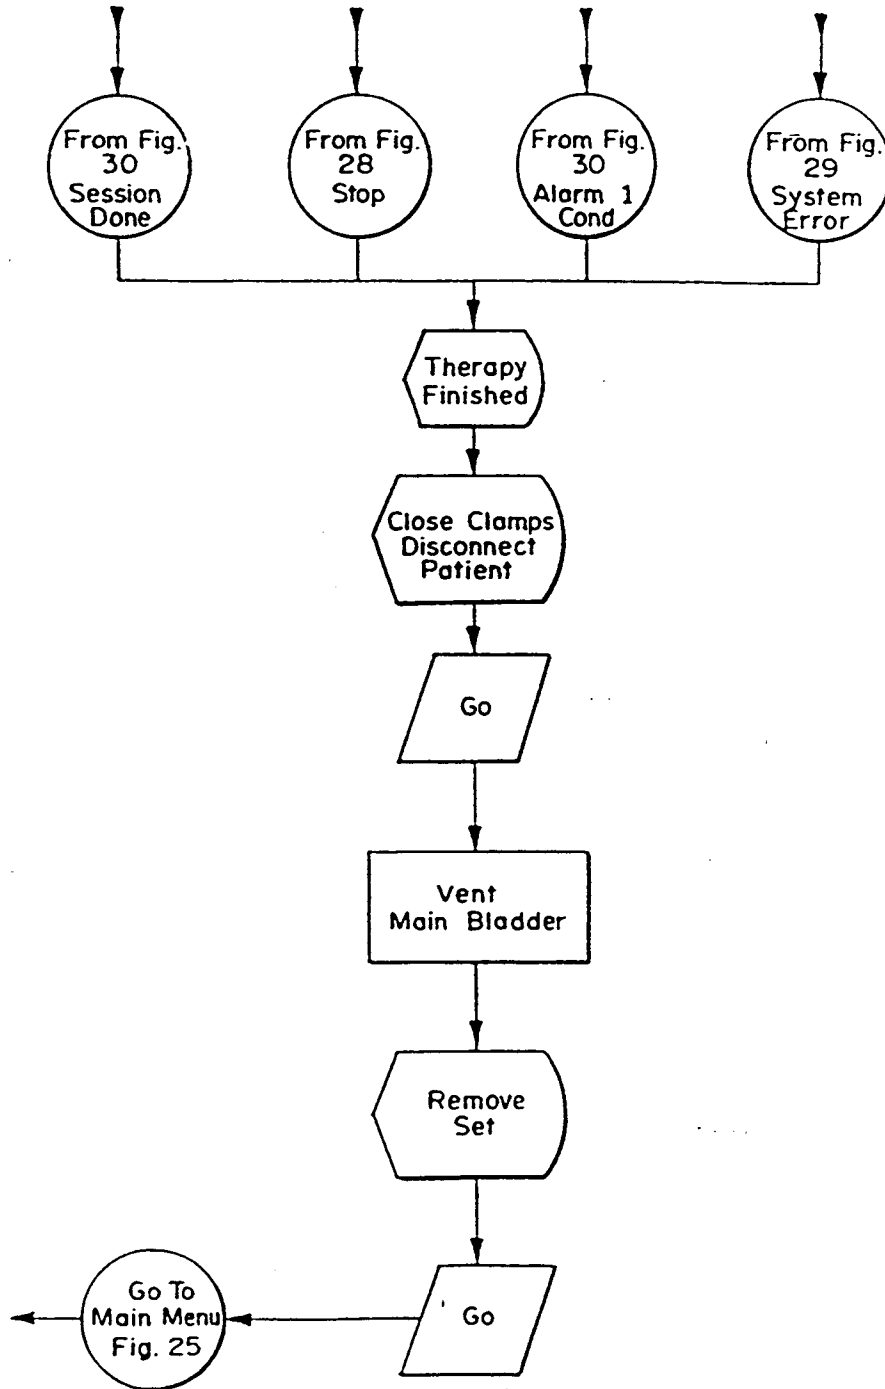 From Fig.
30
Session
Done
From Fig.
28
Stop
From Fig.
30
Alarm 1
Cond
From Fig.
29
System
Error
Therapy
Finished
Close Clamps
Disconnect
Patient
Go
Vent
Main Bladder
Remove
Set
Go
Go To
Main Menu
Fig. 25